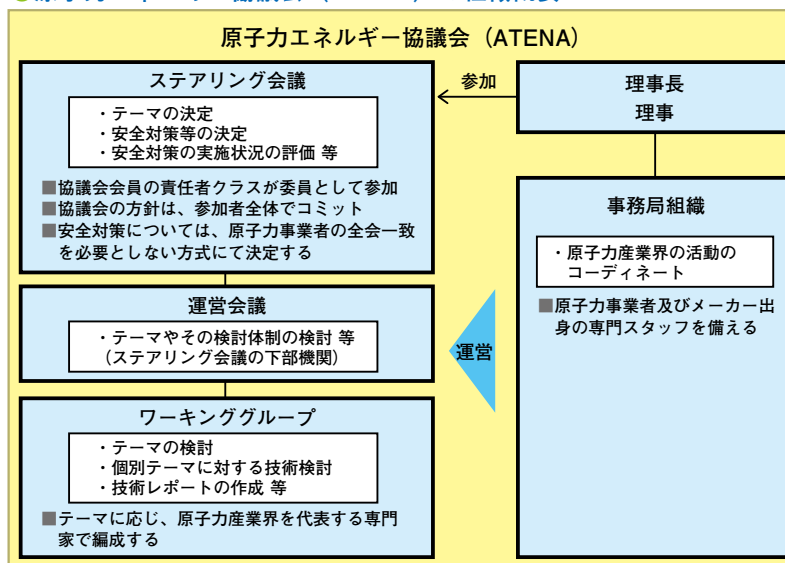 原子力エネルギー協議会（ATENA）
ステアリング会議
・テーマの決定
・安全対策等の決定
・安全対策の実施状況の評価 等
■協議会会員の責任者クラスが委員として参加
■協議会の方針は、参加者全体でコミット
■安全対策については、原子力事業者の全会一致
を必要としない方式にて決定する
参加
理事長
理事
運営会議
・テーマやその検討体制の検討 等
（ステアリング会議の下部機関）
運営
ワーキンググループ
・テーマの検討
・個別テーマに対する技術検討
・技術レポートの作成 等
■テーマに応じ、原子力産業界を代表する専門
家で編成する
事務局組織
・原子力産業界の活動の
コーディネート
■原子力事業者及びメーカー出
身の専門スタッフを備える